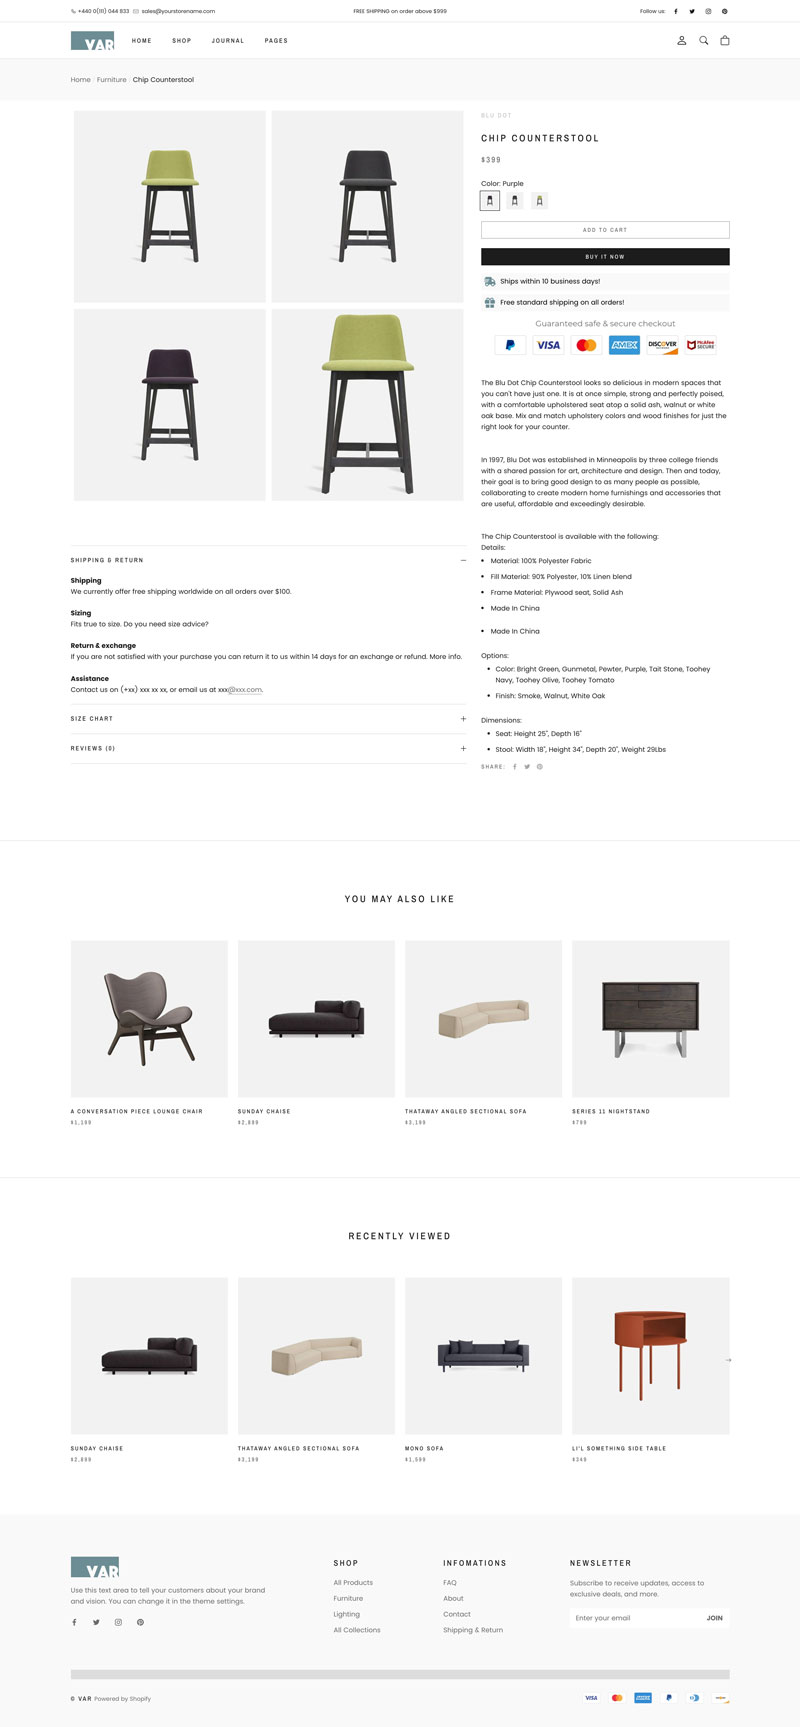 +440 0(111) 044 833 sales@yourstorename.com FREE SHIPPING on order above $999 Follow us:
VAR HOME SHOP JOURNAL PAGES
Home Furniture Chip Counterstool
BLU DOT
CHIP COUNTERSTOOL
$399
Color: Purple
ADD TO CART
BUY IT NOW
Ships within 10 business days!
Free standard shipping on all orders!
Guaranteed safe & secure checkout
VISA AMEX DISCOVER McAfee SECURE
The Blu Dot Chip Counterstool looks so delicious in modern spaces that
you can't have just one. It is at once simple, strong and perfectly poised,
with a comfortable upholstered seat atop a solid ash, walnut or white
oak base. Mix and match upholstery colors and wood finishes for just the
right look for your counter.
In 1997, Blu Dot was established in Minneapolis by three college friends
with a shared passion for art, architecture and design. Then and today,
their goal is to bring good design to as many people as possible,
collaborating to create modern home furnishings and accessories that
are useful, affordable and exceedingly desirable.
The Chip Counterstool is available with the following:
Details:
Material: 100% Polyester Fabric
Fill Material: 90% Polyester, 10% Linen blend
Frame Material: Plywood seat, Solid Ash
Made In China
Made In China
Options:
Color: Bright Green, Gunmetal, Pewter, Purple, Tait Stone, Toohey
Navy, Toohey Olive, Toohey Tomato
Finish: Smoke, Walnut, White Oak
Dimensions:
Seat: Height 25", Depth 16"
Stool: Width 18", Height 34", Depth 20", Weight 29Lbs
SHARE:
SHIPPING & RETURN
Shipping
We currently offer free shipping worldwide on all orders over $100.
Sizing
Fits true to size. Do you need size advice?
Return & exchange
If you are not satisfied with your purchase you can return it to us within 14 days for an exchange or refund. More info.
Assistance
Contact us on (+xx) xxx xx xx, or email us at xxx@xxx.com.
SIZE CHART
REVIEWS (0)
YOU MAY ALSO LIKE
A CONVERSATION PIECE LOUNGE CHAIR
$1,199
SUNDAY CHAISE
$2,899
THATAWAY ANGLED SECTIONAL SOFA
$3,199
SERIES 11 NIGHTSTAND
$799
RECENTLY VIEWED
SUNDAY CHAISE
$2,899
THATAWAY ANGLED SECTIONAL SOFA
$3,199
MONO SOFA
$1,599
LI'L SOMETHING SIDE TABLE
$349
VAR
Use this text area to tell your customers about your brand
and vision. You can change it in the theme settings.
SHOP
All Products
Furniture
Lighting
All Collections
INFOMATIONS
FAQ
About
Contact
Shipping & Return
NEWSLETTER
Subscribe to receive updates, access to
exclusive deals, and more.
Enter your email JOIN
© VAR Powered by Shopify
VISA